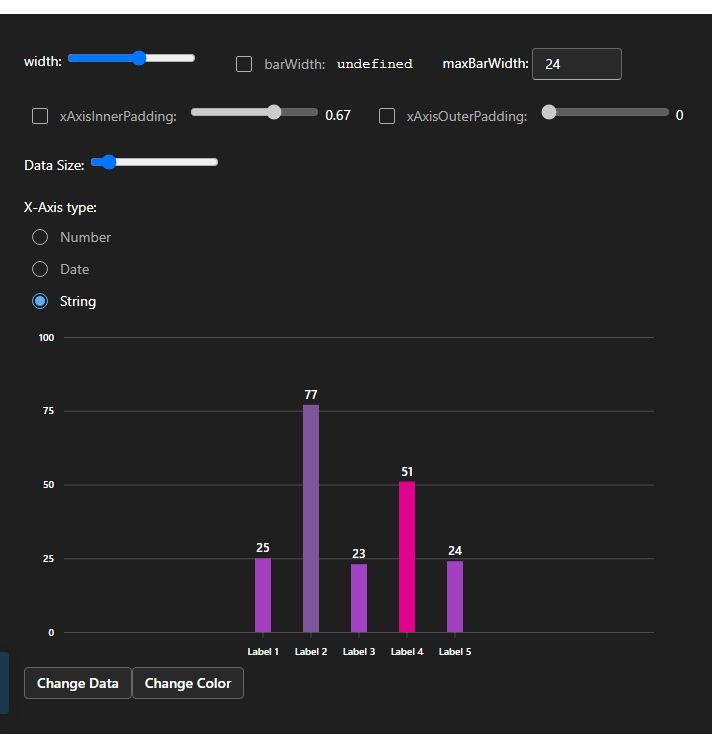 width: barWidth: undefined maxBarWidth: 24
xAxisInnerPadding: 0.67 xAxisOuterPadding: 0
Data Size:
X-Axis type:
Number
Date
String
100
77
75
51
50
25 23 24
25
0
Label 1 Label 2 Label 3 Label 4 Label 5
Change Data Change Color